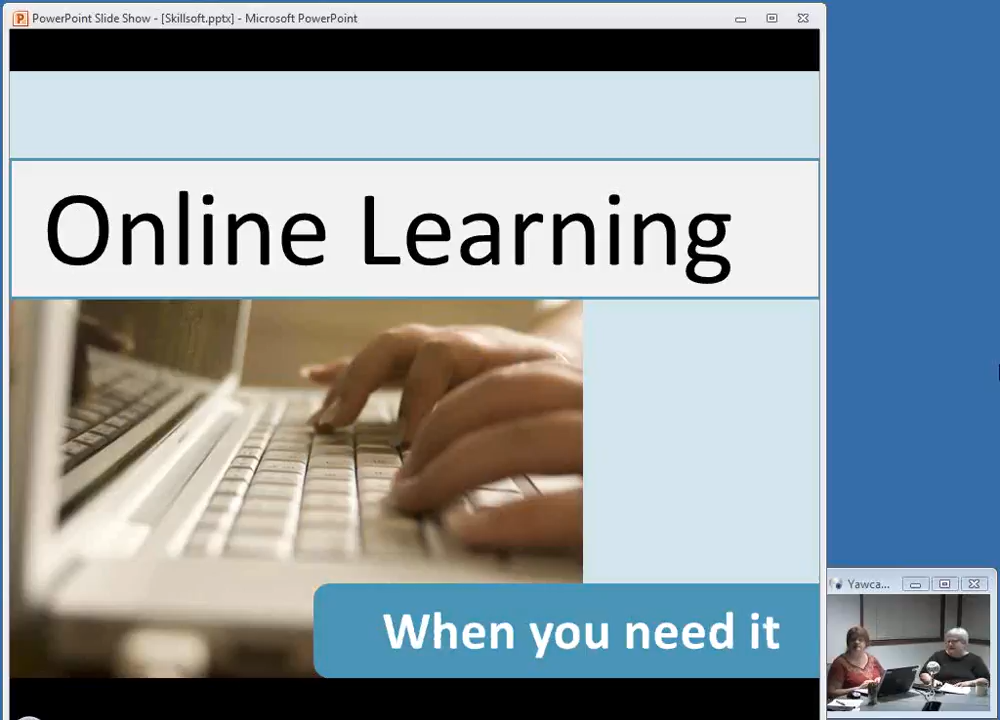 PowerPoint Slide Show - [Skillsoft.pptx] - Microsoft PowerPoint
Online Learning
When you need it
Yawca...